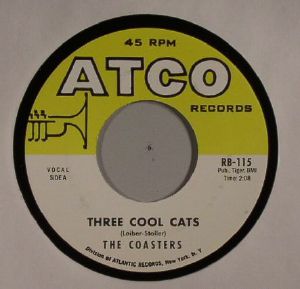 45 RPM
ATCO
RECORDS
VOCAL
SIDE A
RB-115
Pub. Tiger, BMI
Time: 2:08
THREE COOL CATS
(Leiber-Stoller)
THE COASTERS
Division of ATLANTIC RECORDS, New York, N. Y.